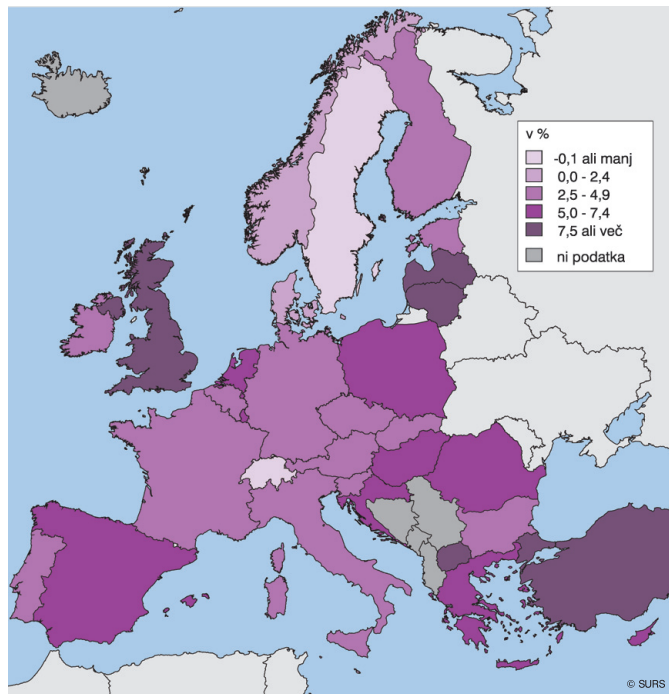 v %
-0,1 ali manj
0,0 - 2,4
2,5 - 4,9
5,0 - 7,4
7,5 ali več
ni podatka
© SURS